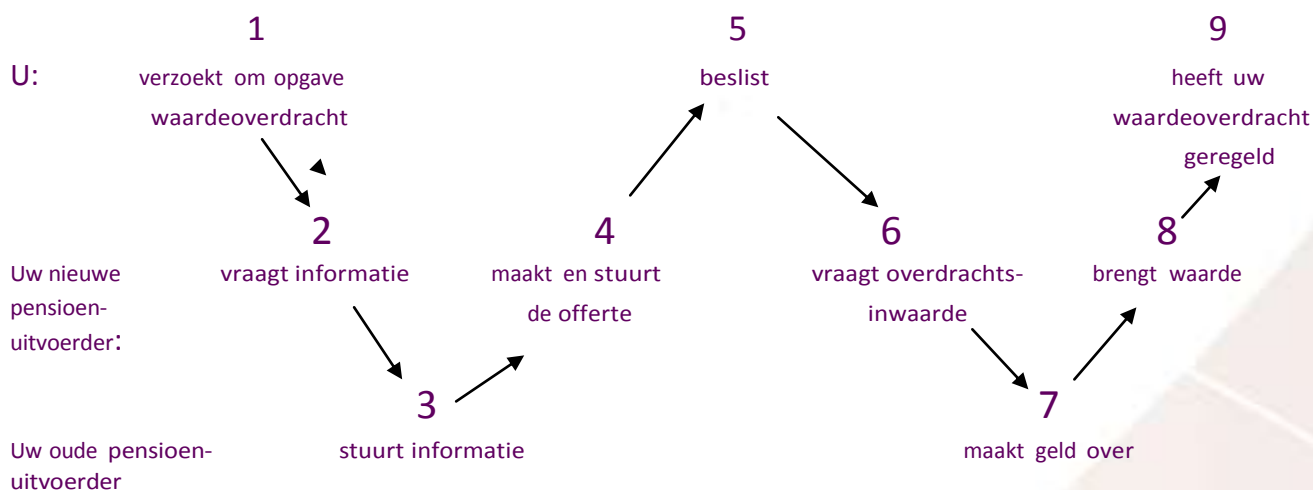 1 5 9
U: verzoekt om opgave beslist heeft uw
waardeoverdracht waardeoverdracht
geregeld
2 4 6 8
Uw nieuwe vraagt informatie maakt en stuurt vraagt overdrachts- brengt waarde
pensioen- de offerte inwaarde
uitvoerder:
3 7
Uw oude pensioen- stuurt informatie maakt geld over
uitvoerder